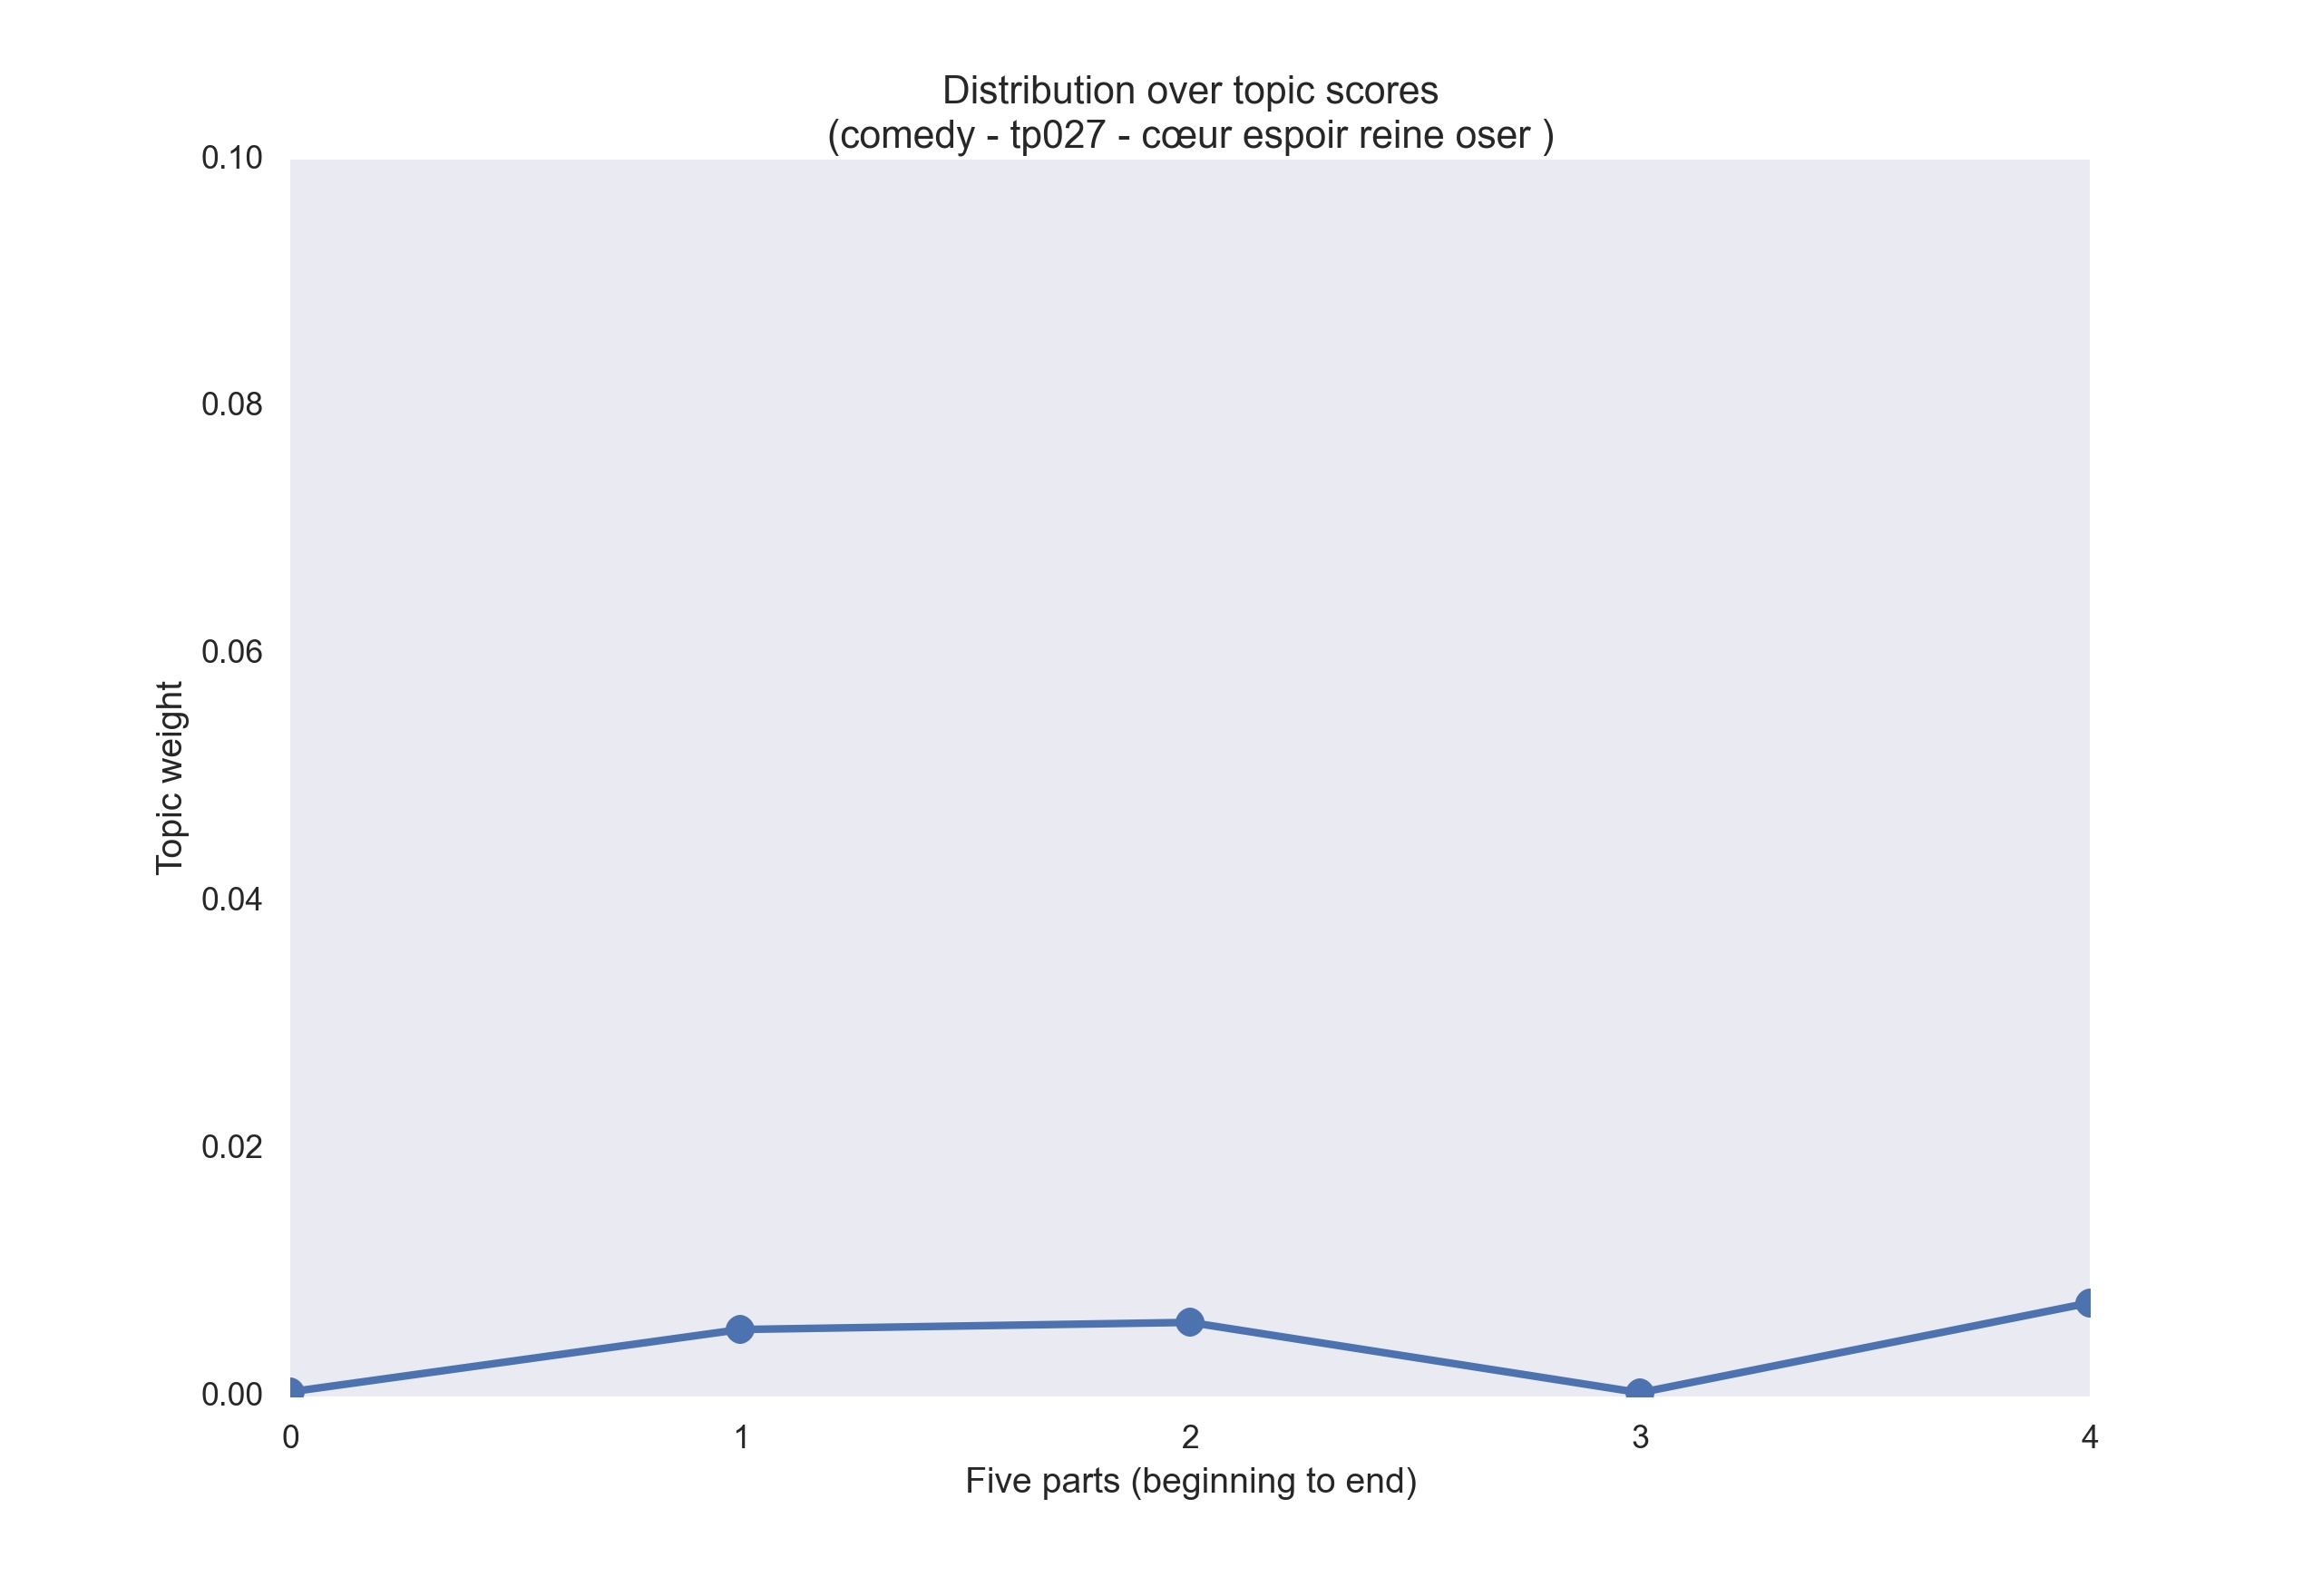 Distribution over topic scores
(comedy - tp027 - cœur espoir reine oser )
0.10
0.08
0.06
0.04
0.02
0.00
Topic weight
0 1 2 3 4
Five parts (beginning to end)